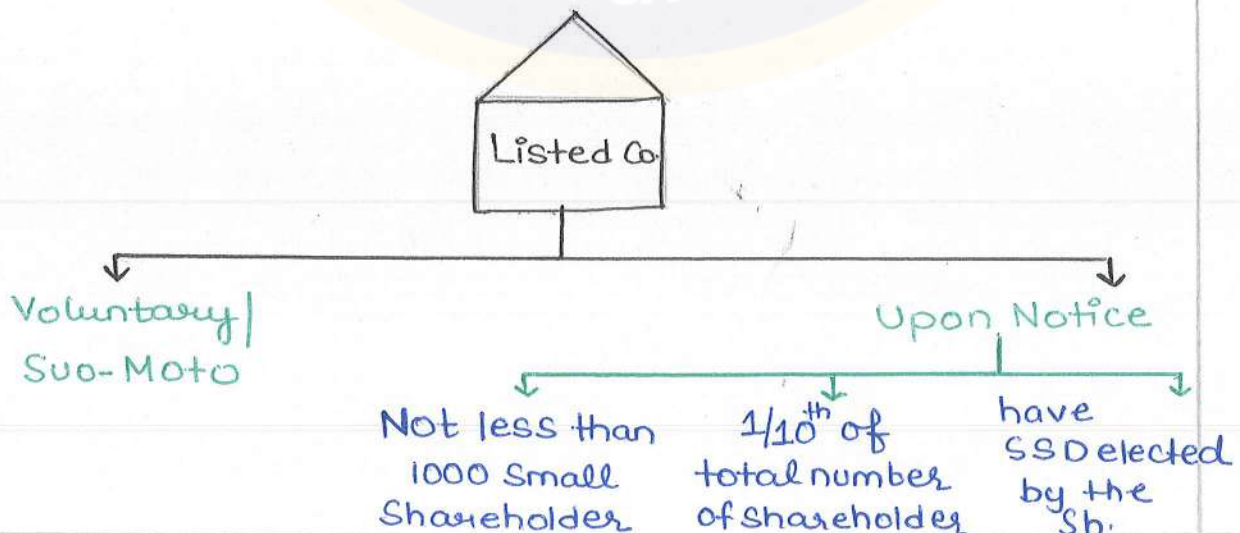 Listed Co.
Voluntary/
Suo-Moto
Upon Notice
Not less than
1000 Small
Shareholder
1/10th of
total number
of shareholder
have
SSD elected
by the
Sh.